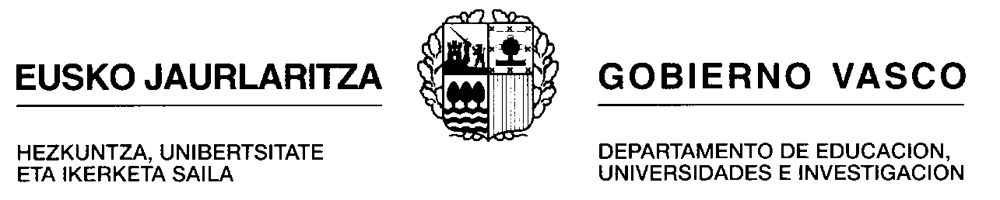 EUSKO JAURLARITZA
HEZKUNTZA, UNIBERTSITATE
ETA IKERKETA SAILA
GOBIERNO VASCO
DEPARTAMENTO DE EDUCACION,
UNIVERSIDADES E INVESTIGACION